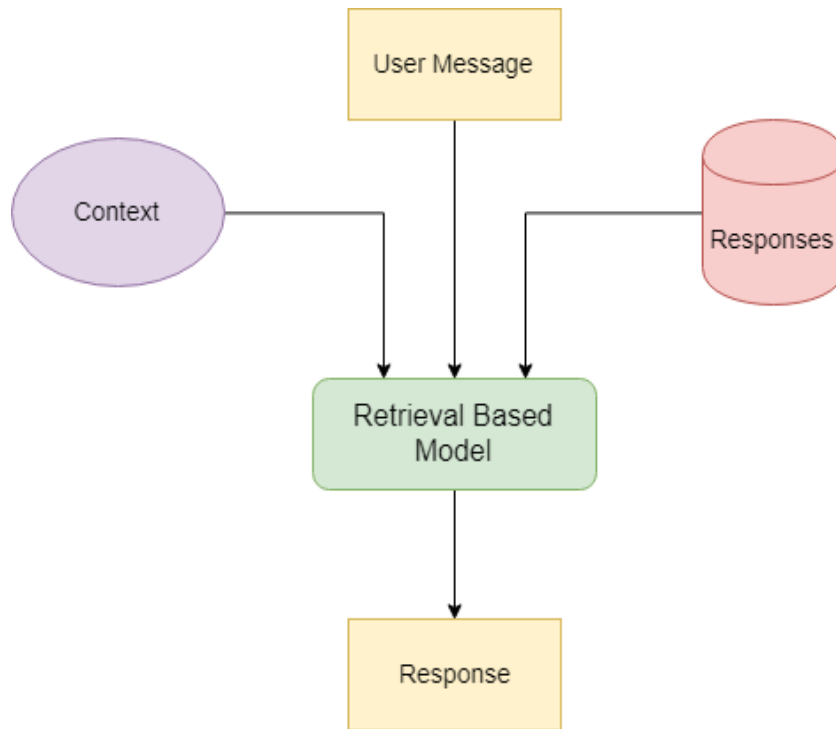 User Message
Context
Responses
Retrieval Based
Model
Response